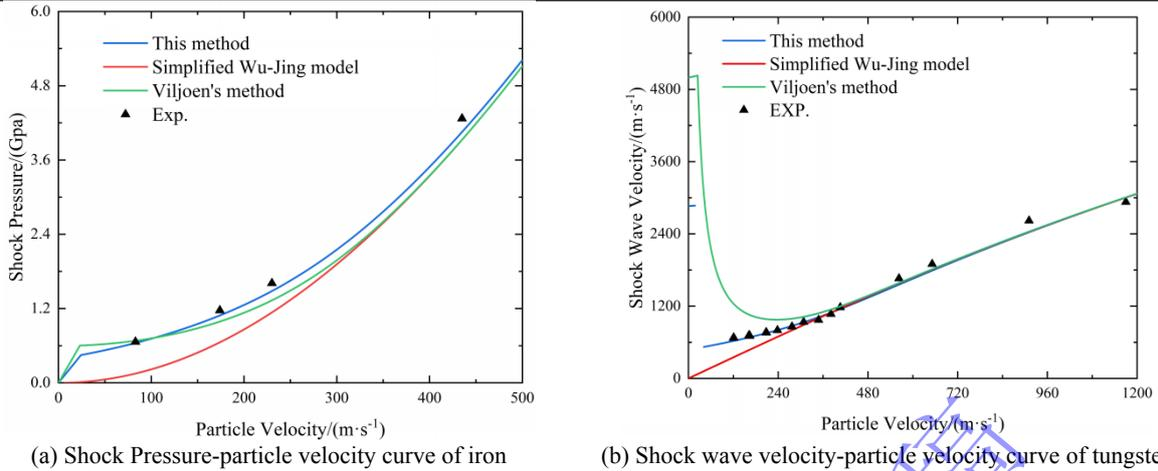 6.0
This method
Simplified Wu-Jing model
Viljoen's method
Exp.
4.8
3.6
2.4
1.2
0.0
Shock Pressure/(Gpa)
0 100 200 300 400 500
Particle Velocity/(m·s⁻¹)
(a) Shock Pressure-particle velocity curve of iron
6000
This method
Simplified Wu-Jing model
Viljoen's method
EXP.
4800
3600
2400
1200
0
Shock Wave Velocity/(m·s⁻¹)
0 240 480 720 960 1200
Particle Velocity/(m·s⁻¹)
(b) Shock wave velocity-particle velocity curve of tungste